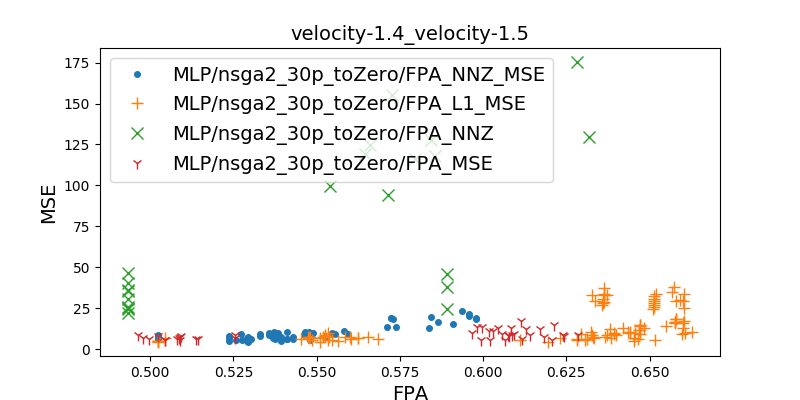 velocity-1.4_velocity-1.5
MLP/nsga2_30p_toZero/FPA_NNZ_MSE
MLP/nsga2_30p_toZero/FPA_L1_MSE
MLP/nsga2_30p_toZero/FPA_NNZ
MLP/nsga2_30p_toZero/FPA_MSE
MSE
175
150
125
100
75
50
25
0
0.500
0.525
0.550
0.575
0.600
0.625
0.650
FPA